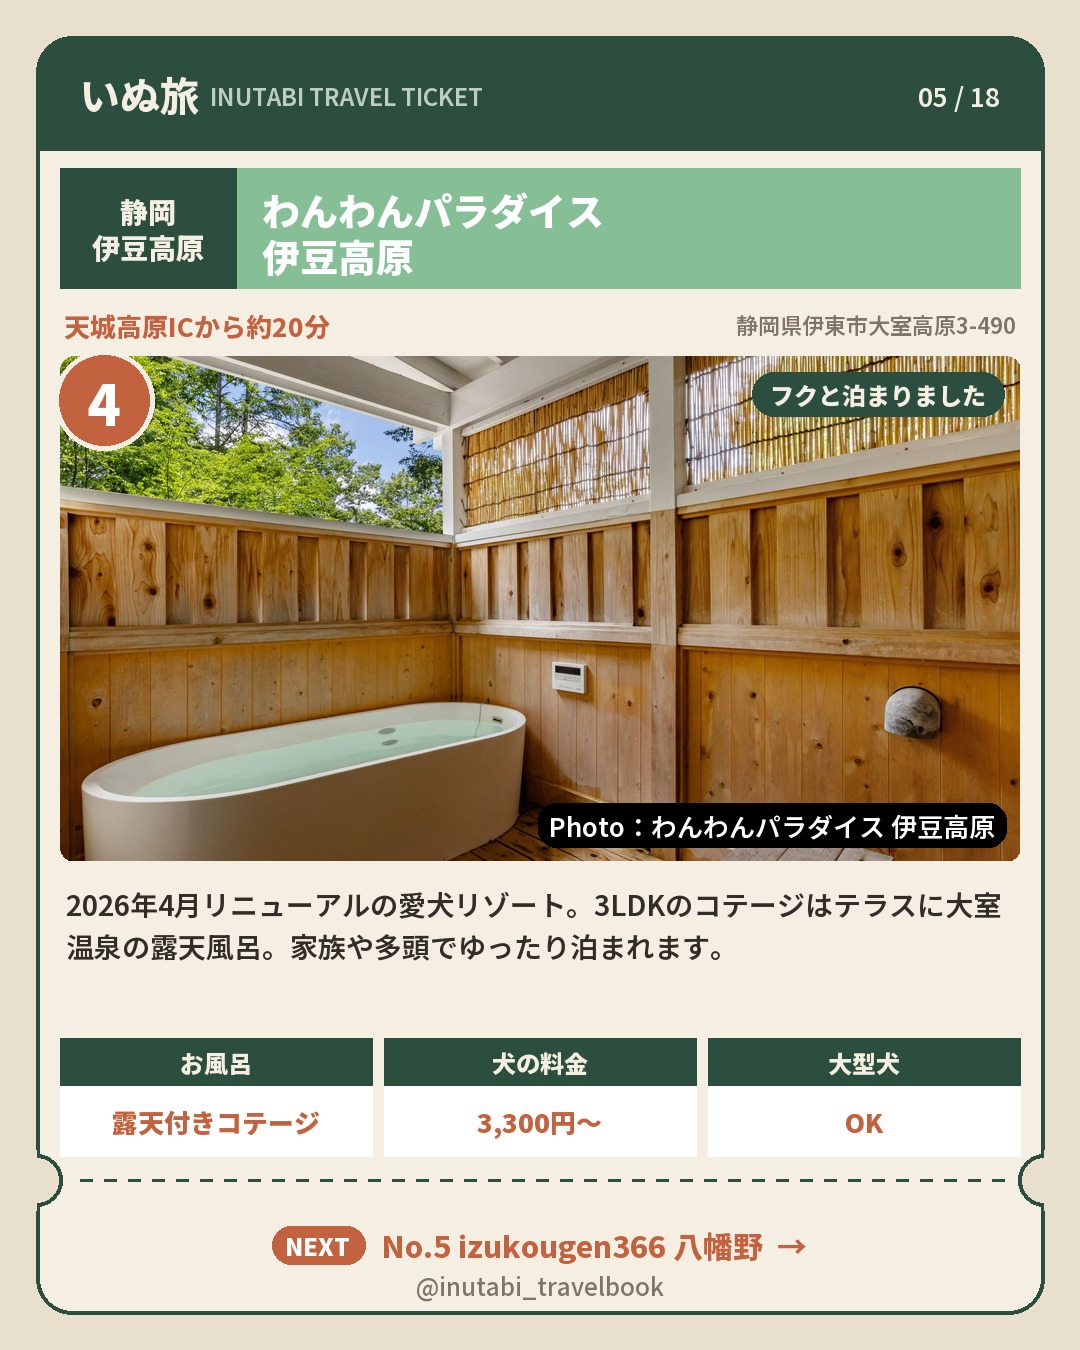 いぬ旅 INUTABI TRAVEL TICKET
05 / 18
静岡
伊豆高原
わんわんパラダイス
伊豆高原
天城高原ICから約20分
静岡県伊東市大室高原3-490
4
フクと泊まりました
Photo：わんわんパラダイス 伊豆高原
2026年4月リニューアルの愛犬リゾート。3LDKのコテージはテラスに大室
温泉の露天風呂。家族や多頭でゆったり泊まれます。
お風呂
露天付きコテージ
犬の料金
3,300円〜
大型犬
OK
NEXT No.5 izukougen366 八幡野 →
@inutabi_travelbook